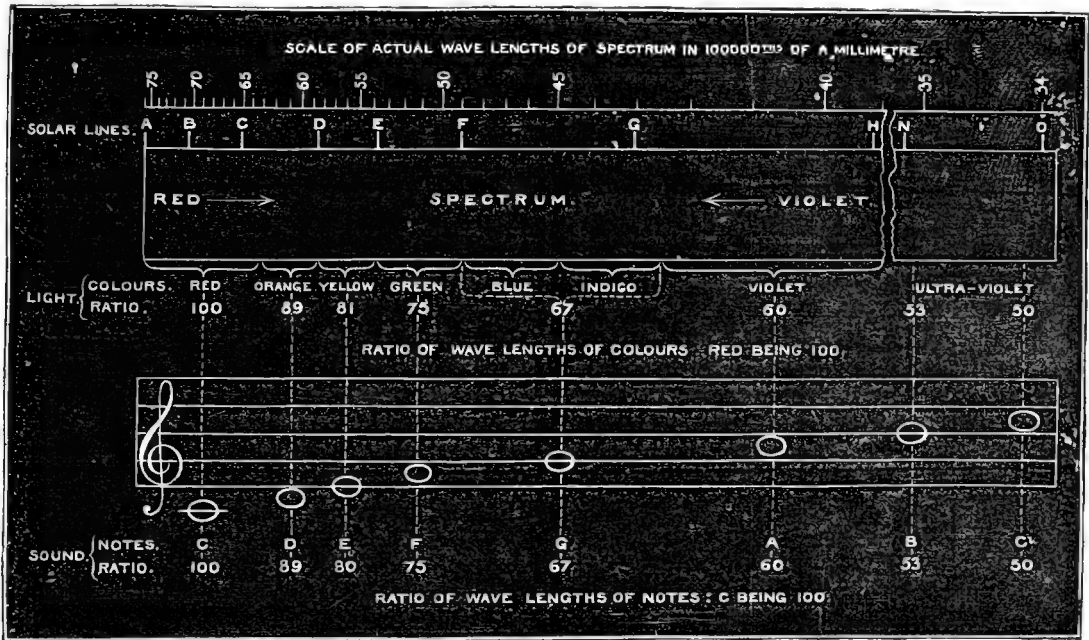 SCALE OF ACTUAL WAVE LENGTHS OF SPECTRUM IN 100000THS OF A MILLIMETRE
75 70 65 60 55 50 45 40 35 34
SOLAR LINES. A B C D E F G H N O
RED SPECTRUM. VIOLET
LIGHT. COLOURS. RED ORANGE YELLOW GREEN BLUE INDIGO VIOLET ULTRA-VIOLET
RATIO. 100 89 81 75 67 60 53 50
RATIO OF WAVE LENGTHS OF COLOURS RED BEING 100.
SOUND. NOTES. C D E F G A B C'
RATIO. 100 89 80 75 67 60 53 50
RATIO OF WAVE LENGTHS OF NOTES: C BEING 100.